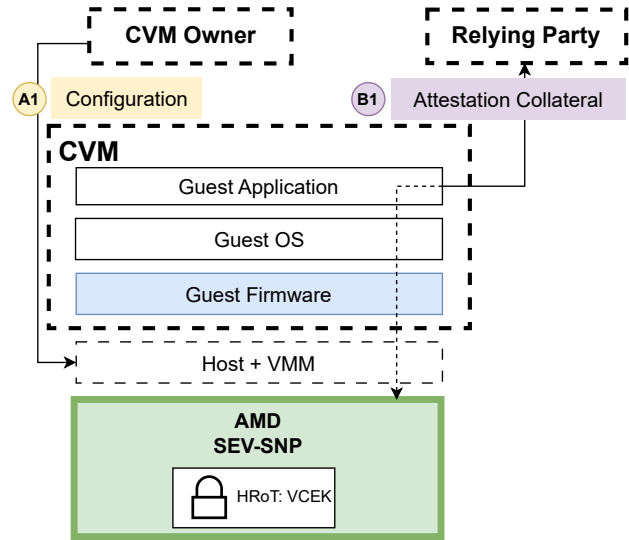 CVM Owner
Relying Party
A1
Configuration
B1
Attestation Collateral
CVM
Guest Application
Guest OS
Guest Firmware
Host + VMM
AMD
SEV-SNP
HRoT: VCEK